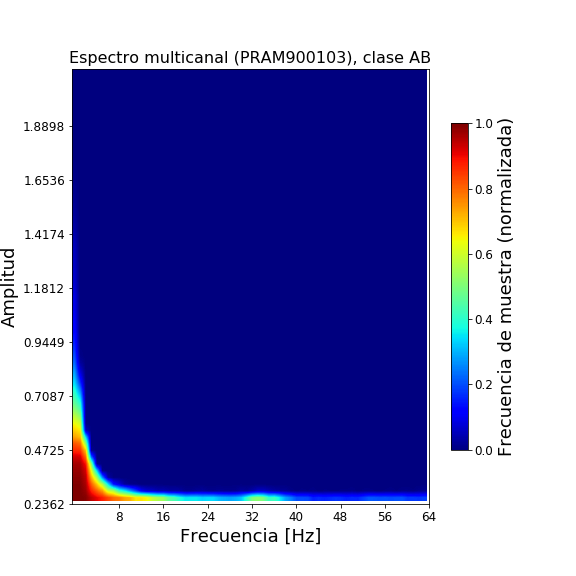 Espectro multicanal (PRAM900103), clase AB
Amplitud
1.8898
1.6536
1.4174
1.1812
0.9449
0.7087
0.4725
0.2362
8 16 24 32 40 48 56 64
Frecuencia [Hz]
1.0
0.8
0.6
0.4
0.2
0.0
Frecuencia de muestra (normalizada)